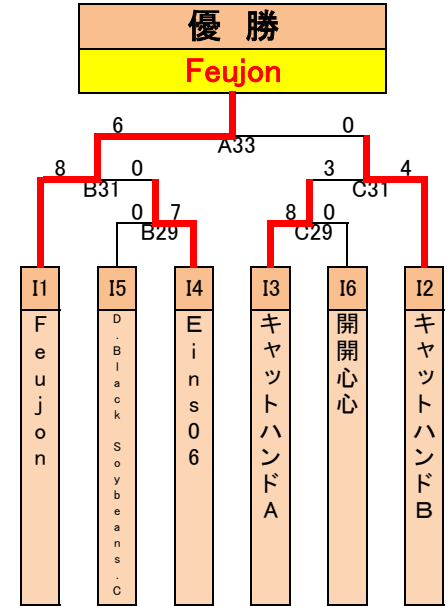 優 勝
Feujon
6 0
A33
8 0 3 4
B31 C31
0 7 8 0
B29 C29
I1 I5 I4 I3 I6 I2
Feujon
D.Black Soybeans.C
Eins06
キャットハンドA
開開心心
キャットハンドB